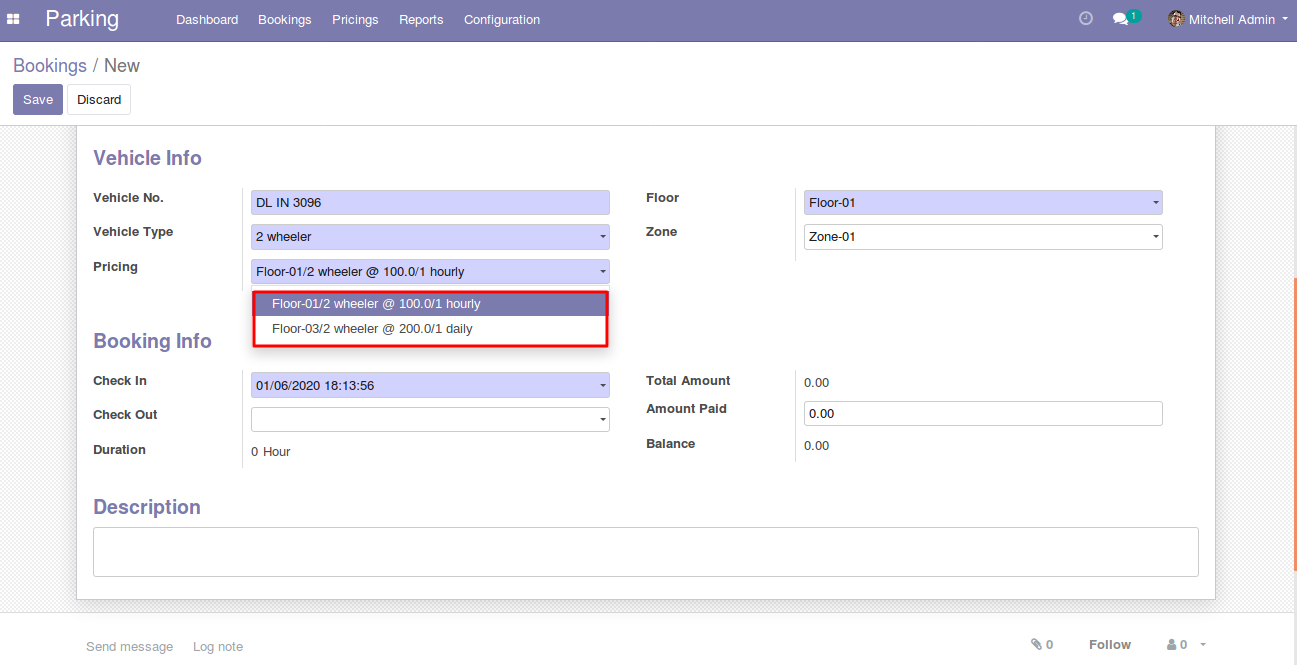 Parking Dashboard Bookings Pricings Reports Configuration 1 Mitchell Admin
Bookings / New
Save Discard
Vehicle Info
Vehicle No. DL IN 3096 Floor Floor-01
Vehicle Type 2 wheeler Zone Zone-01
Pricing Floor-01/2 wheeler @ 100.0/1 hourly
Floor-01/2 wheeler @ 100.0/1 hourly
Floor-03/2 wheeler @ 200.0/1 daily
Booking Info
Check In 01/06/2020 18:13:56 Total Amount 0.00
Check Out Amount Paid 0.00
Duration 0 Hour Balance 0.00
Description
Send message Log note 0 Follow 0